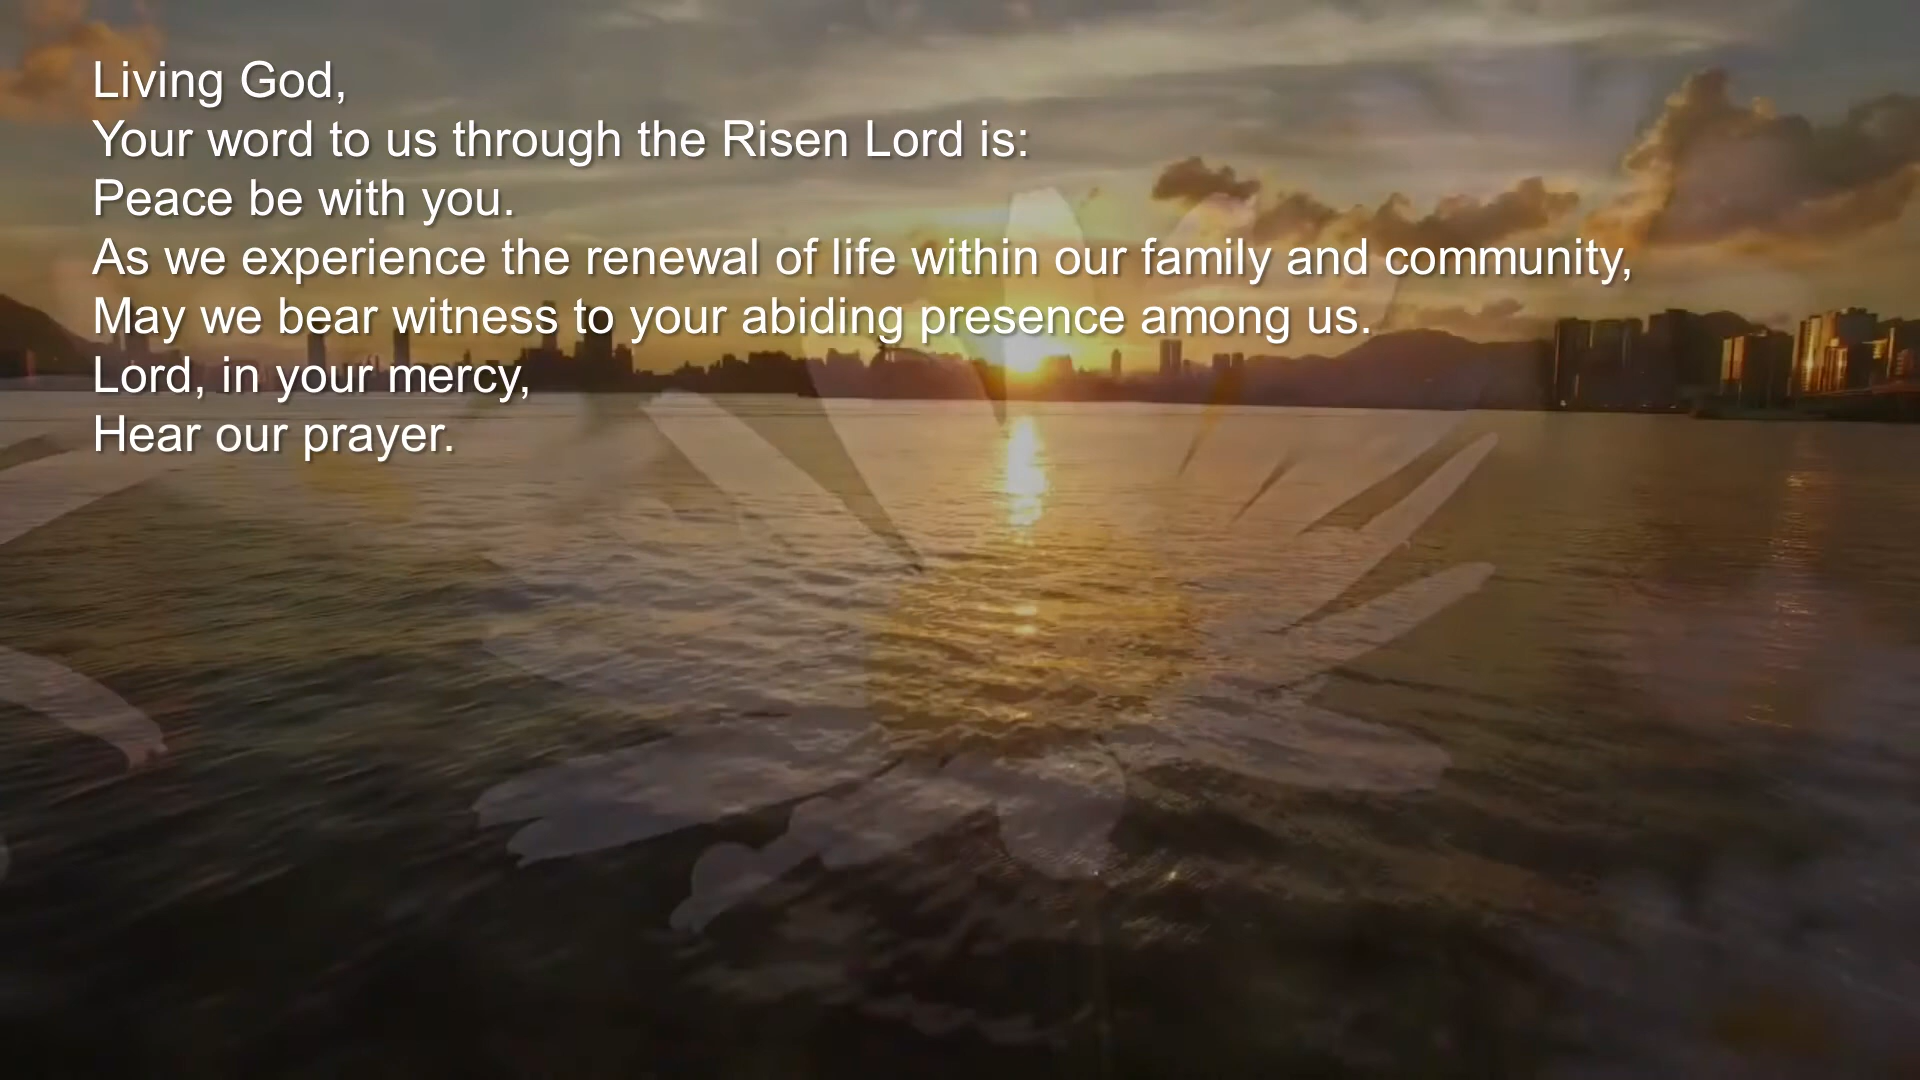 Living God,
Your word to us through the Risen Lord is:
Peace be with you.
As we experience the renewal of life within our family and community,
May we bear witness to your abiding presence among us.
Lord, in your mercy,
Hear our prayer.